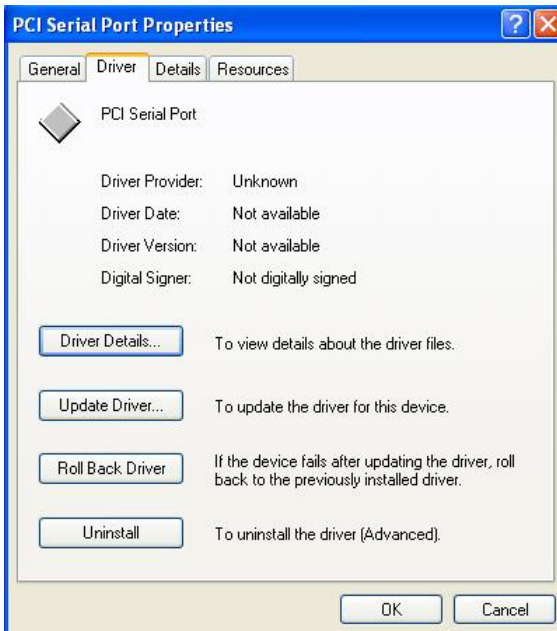 PCI Serial Port Properties
General Driver Details Resources
PCI Serial Port
Driver Provider: Unknown
Driver Date: Not available
Driver Version: Not available
Digital Signer: Not digitally signed
Driver Details... To view details about the driver files.
Update Driver... To update the driver for this device.
Roll Back Driver If the device fails after updating the driver, roll
back to the previously installed driver.
Uninstall To uninstall the driver (Advanced).
OK Cancel